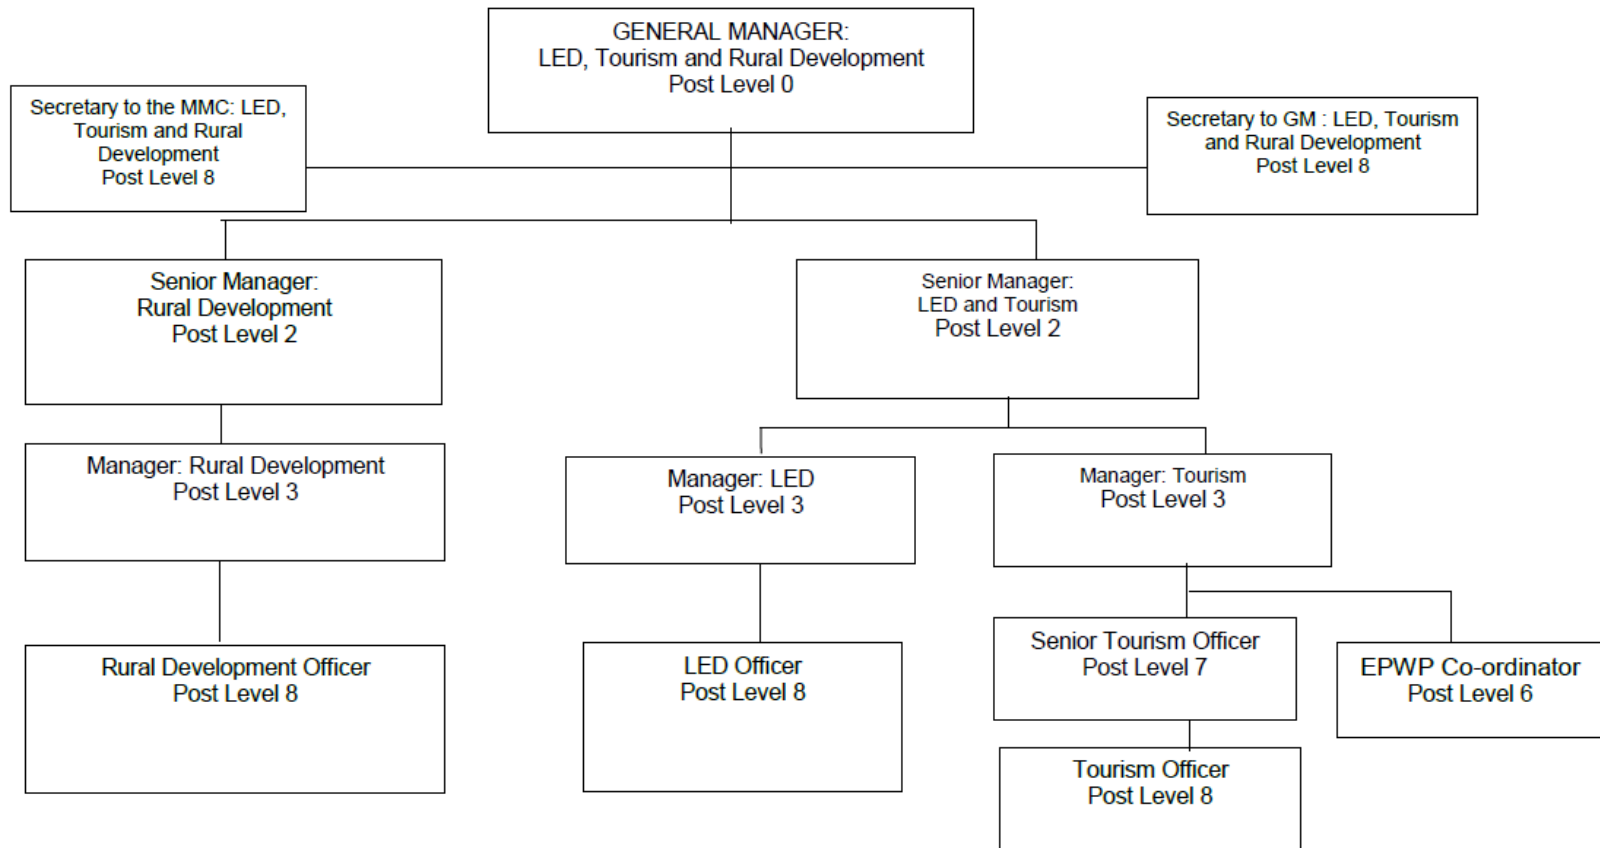 GENERAL MANAGER:
LED, Tourism and Rural Development
Post Level 0
Secretary to the MMC: LED,
Tourism and Rural
Development
Post Level 8
Secretary to GM : LED, Tourism
and Rural Development
Post Level 8
Senior Manager:
Rural Development
Post Level 2
Senior Manager:
LED and Tourism
Post Level 2
Manager: Rural Development
Post Level 3
Manager: LED
Post Level 3
Manager: Tourism
Post Level 3
Rural Development Officer
Post Level 8
LED Officer
Post Level 8
Senior Tourism Officer
Post Level 7
EPWP Co-ordinator
Post Level 6
Tourism Officer
Post Level 8